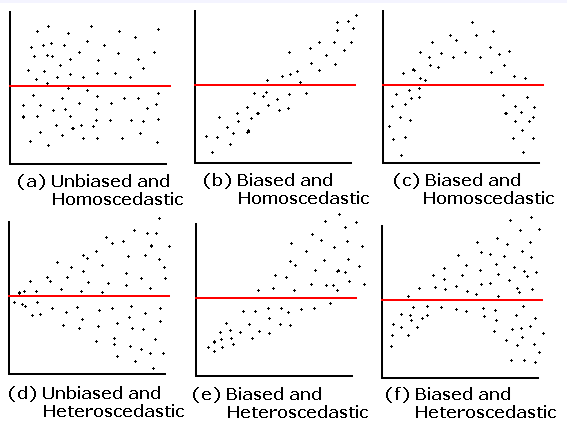 (a) Unbiased and
Homoscedastic
(b) Biased and
Homoscedastic
(c) Biased and
Homoscedastic
(d) Unbiased and
Heteroscedastic
(e) Biased and
Heteroscedastic
(f) Biased and
Heteroscedastic